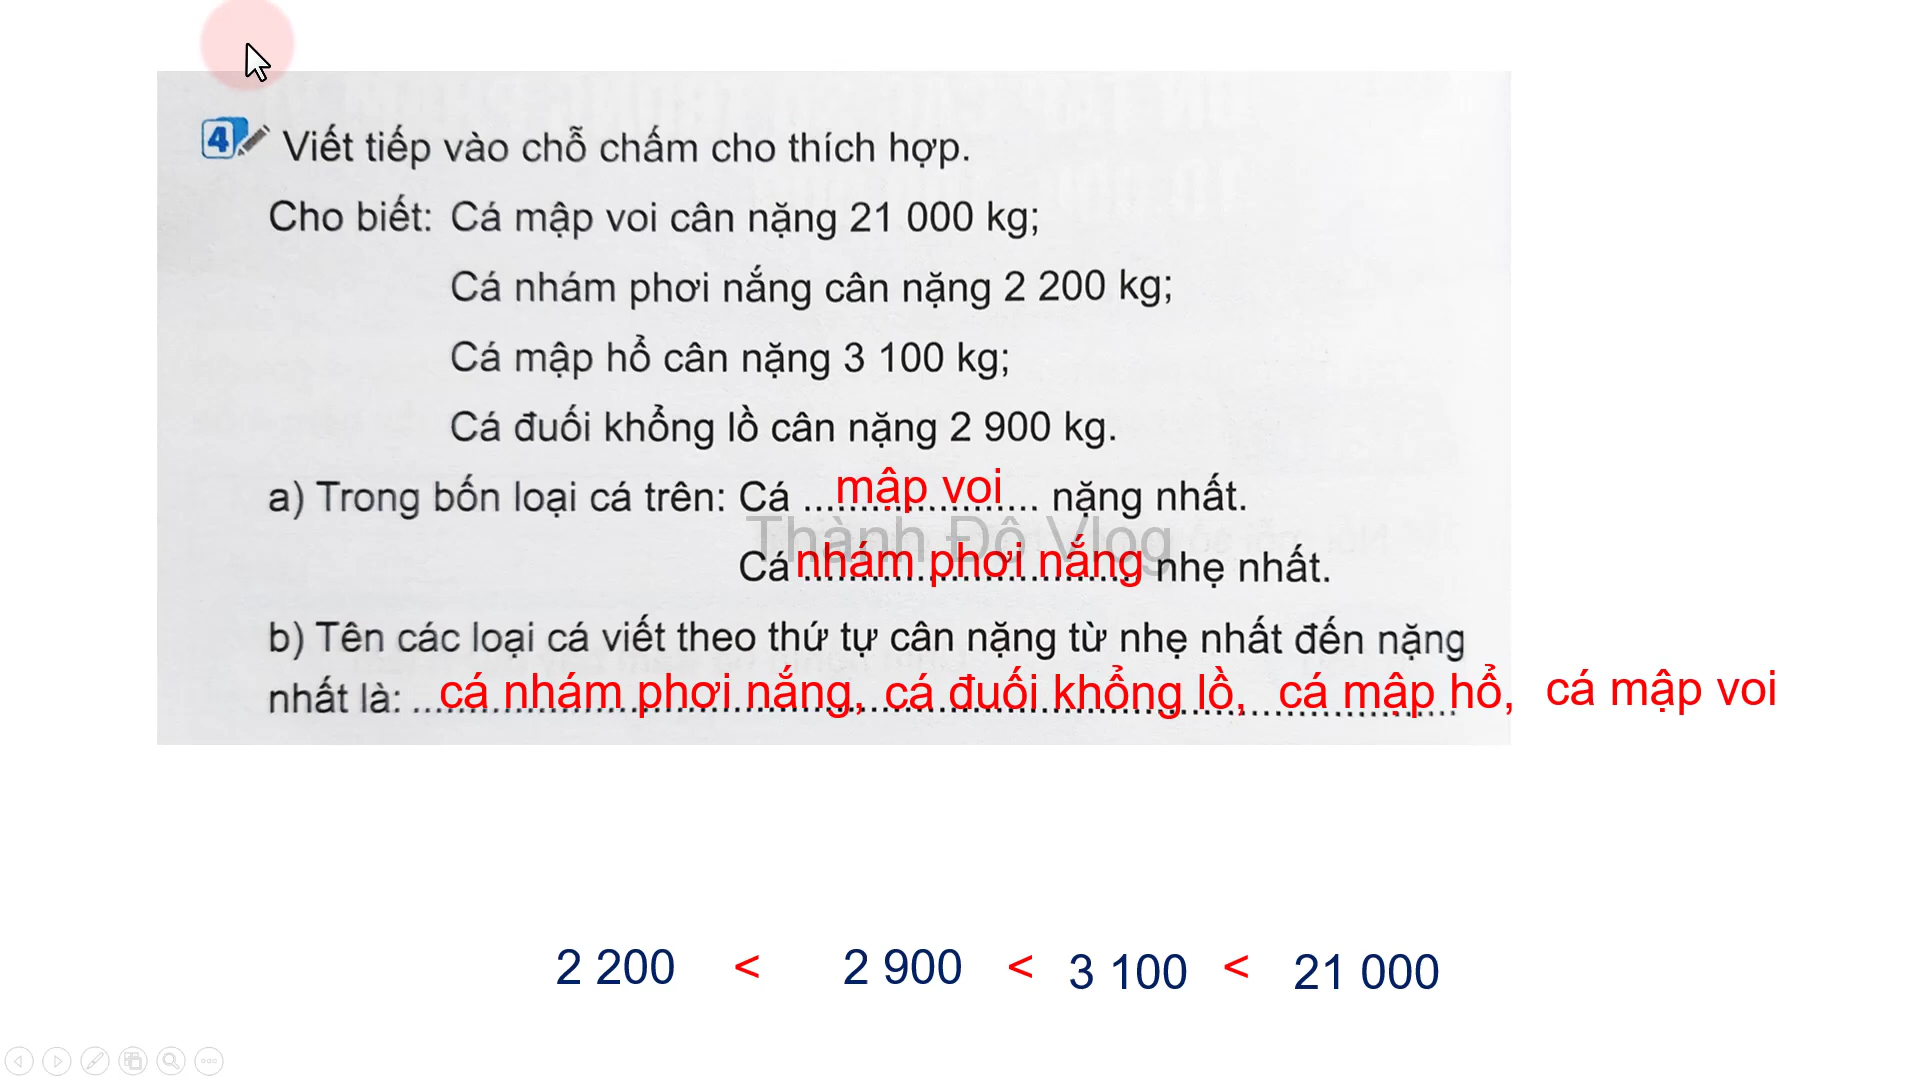 4 Viết tiếp vào chỗ chấm cho thích hợp.
Cho biết: Cá mập voi cân nặng 21 000 kg;
Cá nhám phơi nắng cân nặng 2 200 kg;
Cá mập hổ cân nặng 3 100 kg;
Cá đuối khổng lồ cân nặng 2 900 kg.
a) Trong bốn loại cá trên: Cá mập voi nặng nhất.
Thành Đô Vlog
Cá nhám phơi nắng nhẹ nhất.
b) Tên các loại cá viết theo thứ tự cân nặng từ nhẹ nhất đến nặng
nhất là: cá nhám phơi nắng, cá đuối khổng lồ, cá mập hổ, cá mập voi
2 200 < 2 900 < 3 100 < 21 000